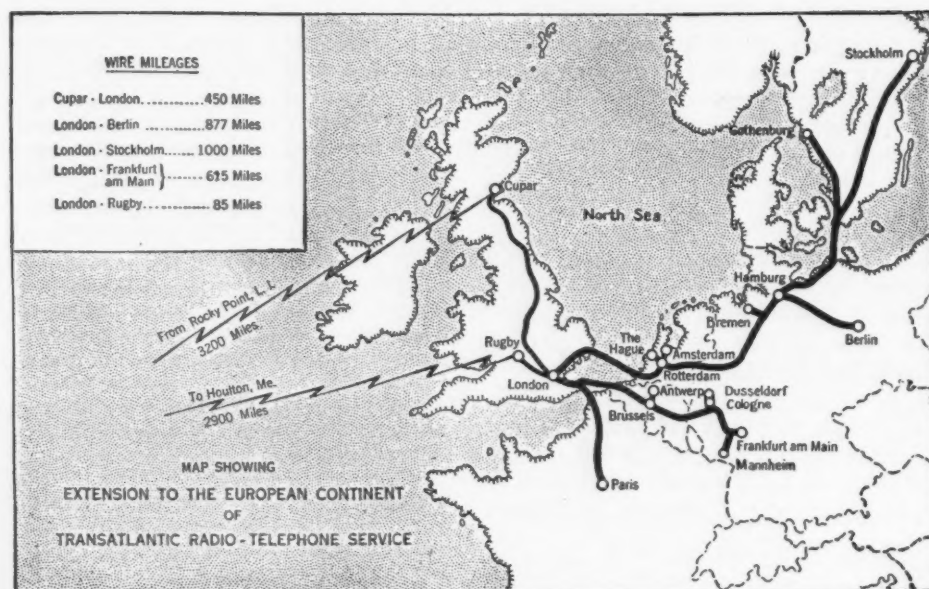 WIRE MILEAGES
Cupar - London.............450 Miles
London - Berlin ............877 Miles
London - Stockholm......1000 Miles
London - Frankfurt
am Main } ........615 Miles
London - Rugby............85 Miles
Stockholm
Gothenburg
Cupar
North Sea
From Rocky Point, L. I.
3200 Miles.
Hamburg
Bremen
Berlin
The
Hague
Amsterdam
Rugby
Rotterdam
London
Antwerp
Dusseldorf
To Houlton, Me.
Cologne
Brussels
2900 Miles
Frankfurt am Main
Mannheim
Paris
MAP SHOWING
EXTENSION TO THE EUROPEAN CONTINENT
OF
TRANSATLANTIC RADIO - TELEPHONE SERVICE